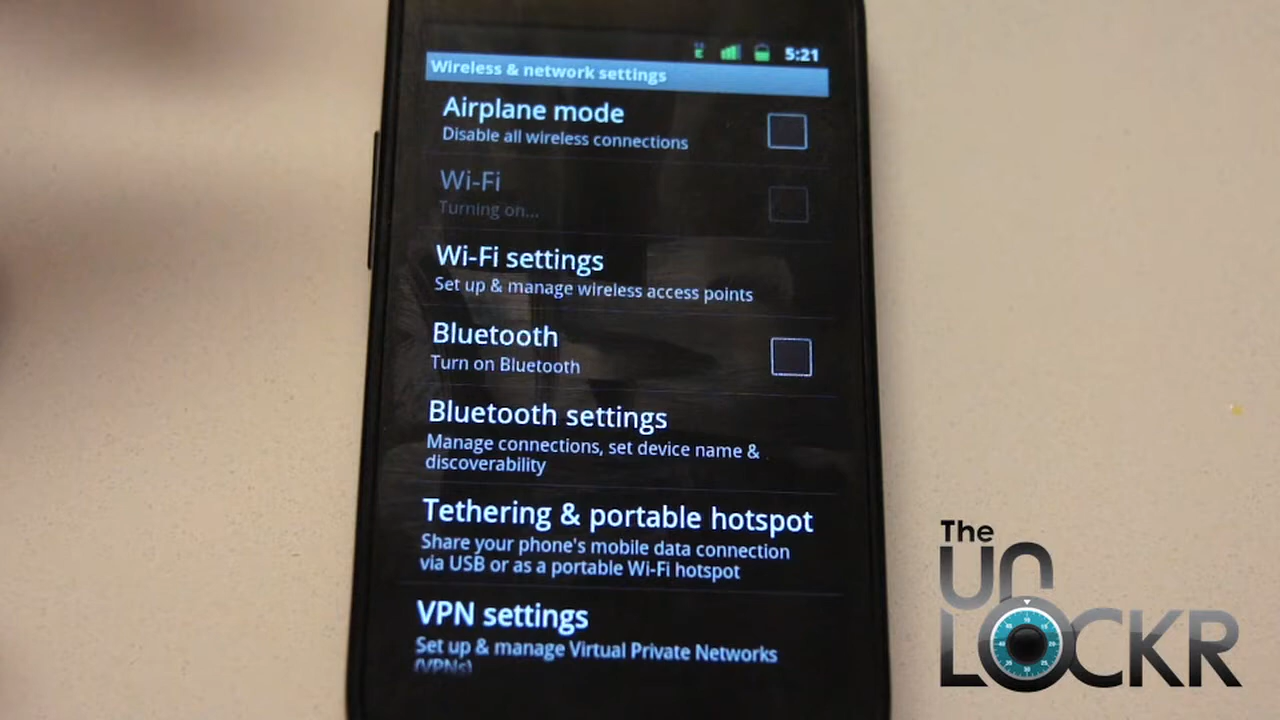 5:21
Wireless & network settings
Airplane mode
Disable all wireless connections
Wi-Fi
Turning on...
Wi-Fi settings
Set up & manage wireless access points
Bluetooth
Turn on Bluetooth
Bluetooth settings
Manage connections, set device name &
discoverability
Tethering & portable hotspot
Share your phone's mobile data connection
via USB or as a portable Wi-Fi hotspot
VPN settings
Set up & manage Virtual Private Networks
(VPNs)
The
UN
LOCKR